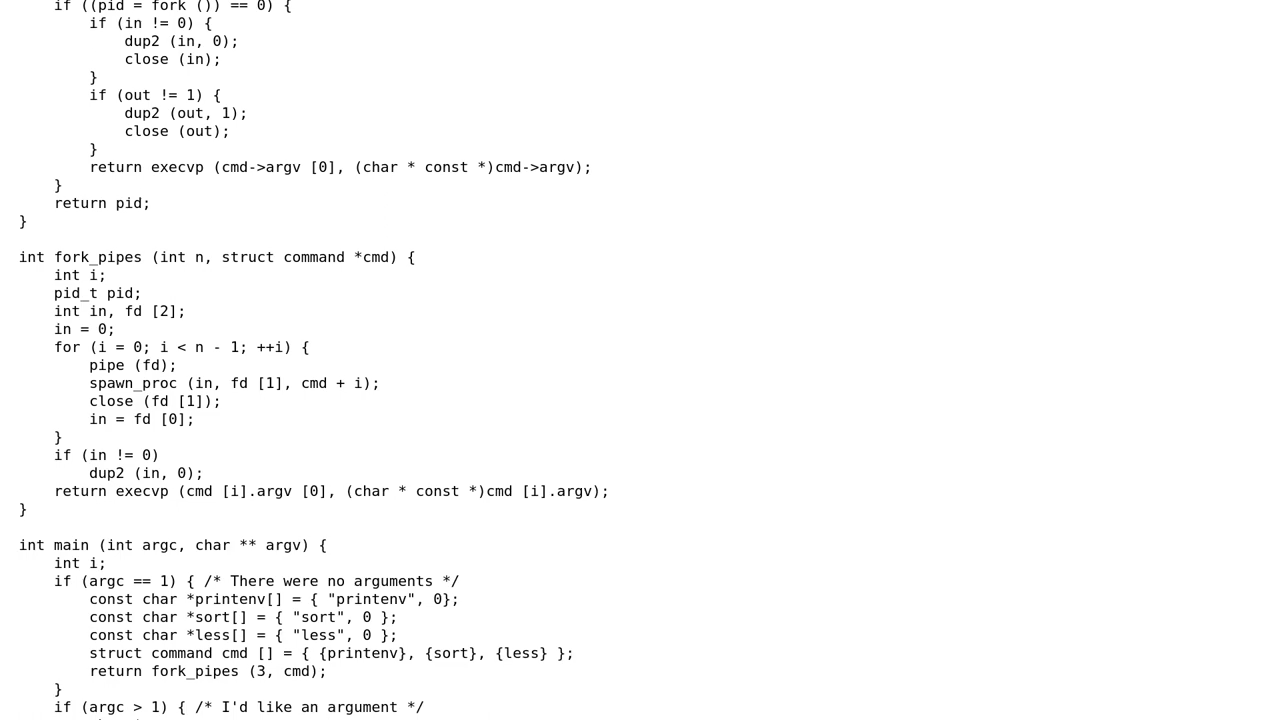 if ((pid = fork ()) == 0) {
        if (in != 0) {
            dup2 (in, 0);
            close (in);
        }
        if (out != 1) {
            dup2 (out, 1);
            close (out);
        }
        return execvp (cmd->argv [0], (char * const *)cmd->argv);
    }
    return pid;
}

int fork_pipes (int n, struct command *cmd) {
    int i;
    pid_t pid;
    int in, fd [2];
    in = 0;
    for (i = 0; i < n - 1; ++i) {
        pipe (fd);
        spawn_proc (in, fd [1], cmd + i);
        close (fd [1]);
        in = fd [0];
    }
    if (in != 0)
        dup2 (in, 0);
    return execvp (cmd [i].argv [0], (char * const *)cmd [i].argv);
}

int main (int argc, char ** argv) {
    int i;
    if (argc == 1) { /* There were no arguments */
        const char *printenv[] = { "printenv", 0};
        const char *sort[] = { "sort", 0 };
        const char *less[] = { "less", 0 };
        struct command cmd [] = { {printenv}, {sort}, {less} };
        return fork_pipes (3, cmd);
    }
    if (argc > 1) { /* I'd like an argument */